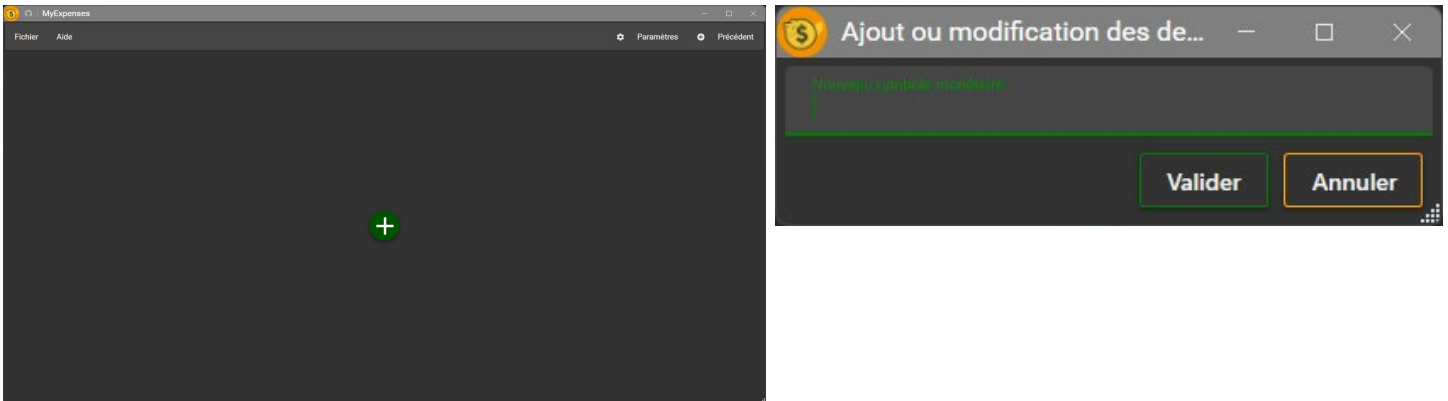 MyExpenses
Fichier Aide Paramètres Précédent
Ajout ou modification des de...
Nouveau symbole monétaire
Valider Annuler